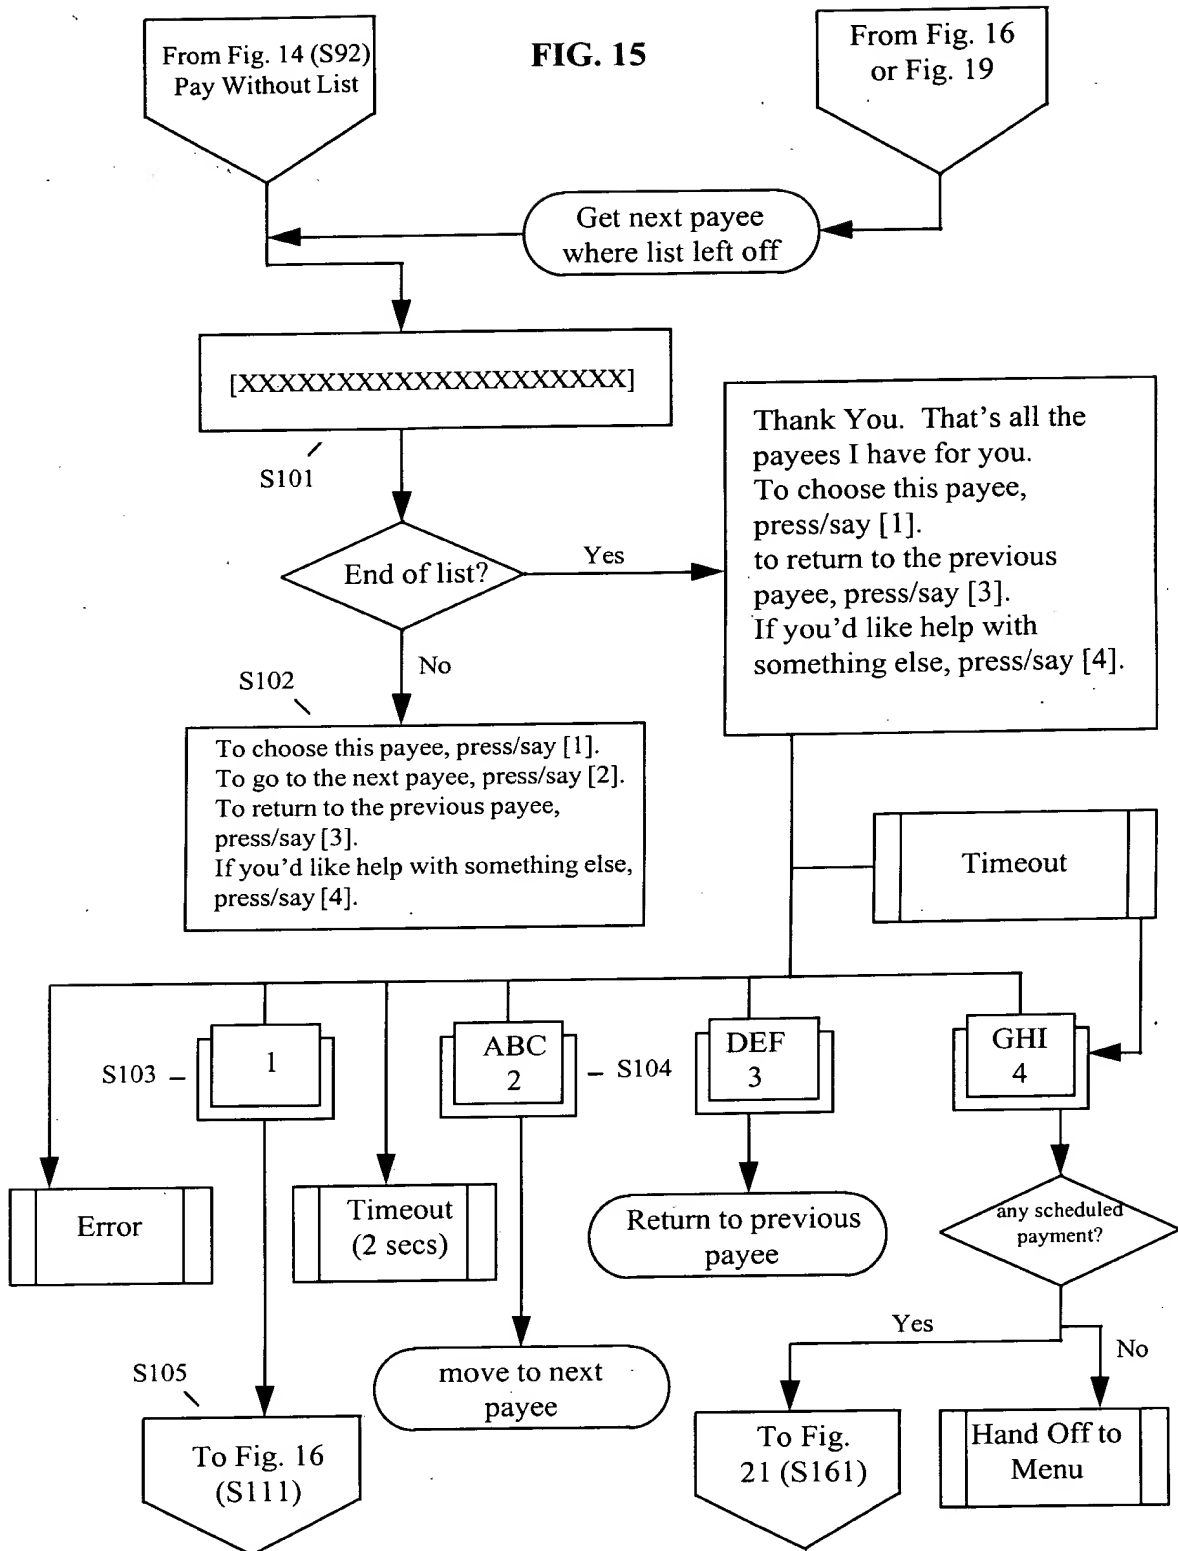 From Fig. 14 (S92)
Pay Without List
FIG. 15
From Fig. 16
or Fig. 19
Get next payee
where list left off
[XXXXXXXXXXXXXXXXXXXX]
S101
End of list?
Yes
No
Thank You. That's all the
payees I have for you.
To choose this payee,
press/say [1].
to return to the previous
payee, press/say [3].
If you'd like help with
something else, press/say [4].
S102
To choose this payee, press/say [1].
To go to the next payee, press/say [2].
To return to the previous payee,
press/say [3].
If you'd like help with something else,
press/say [4].
Timeout
S103
1
ABC
2
S104
DEF
3
GHI
4
Error
Timeout
(2 secs)
Return to previous
payee
any scheduled
payment?
Yes
No
S105
move to next
payee
To Fig. 16
(S111)
To Fig.
21 (S161)
Hand Off to
Menu